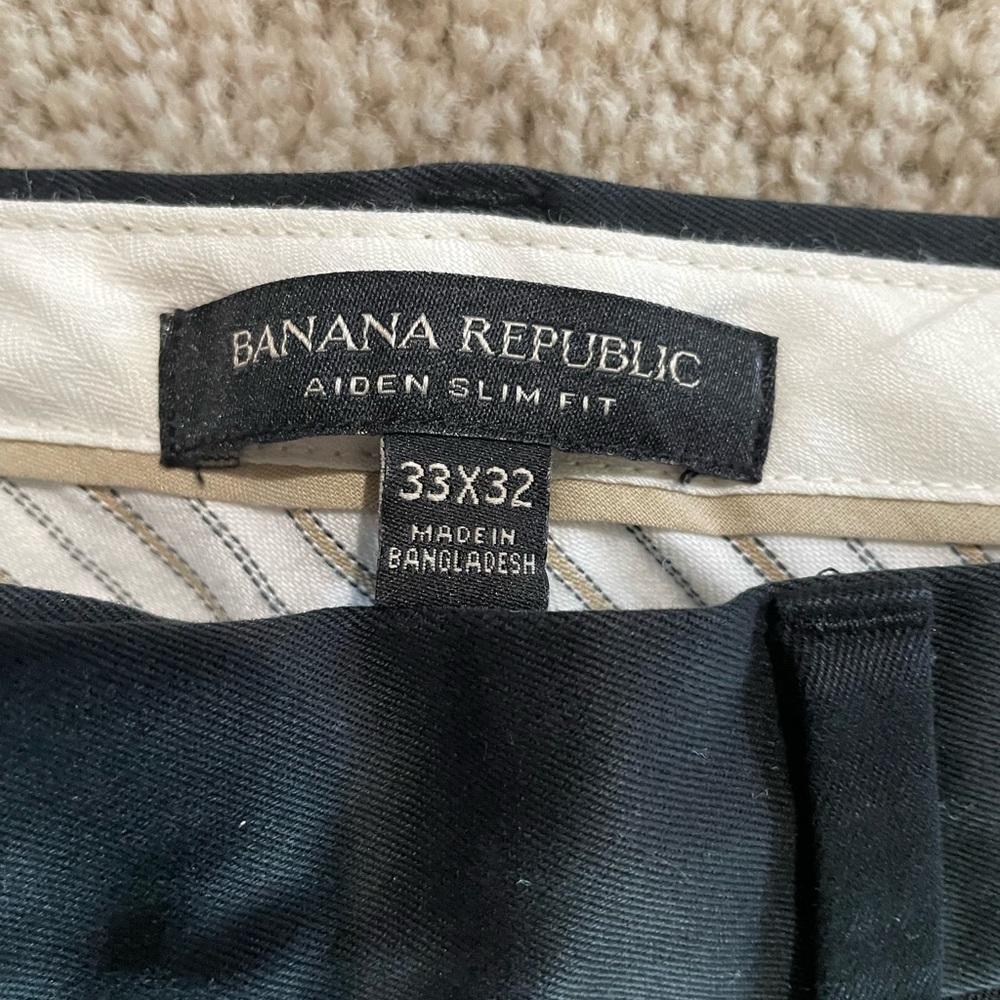 BANANA REPUBLIC
AIDEN SLIM FIT
33X32
MADE IN
BANGLADESH